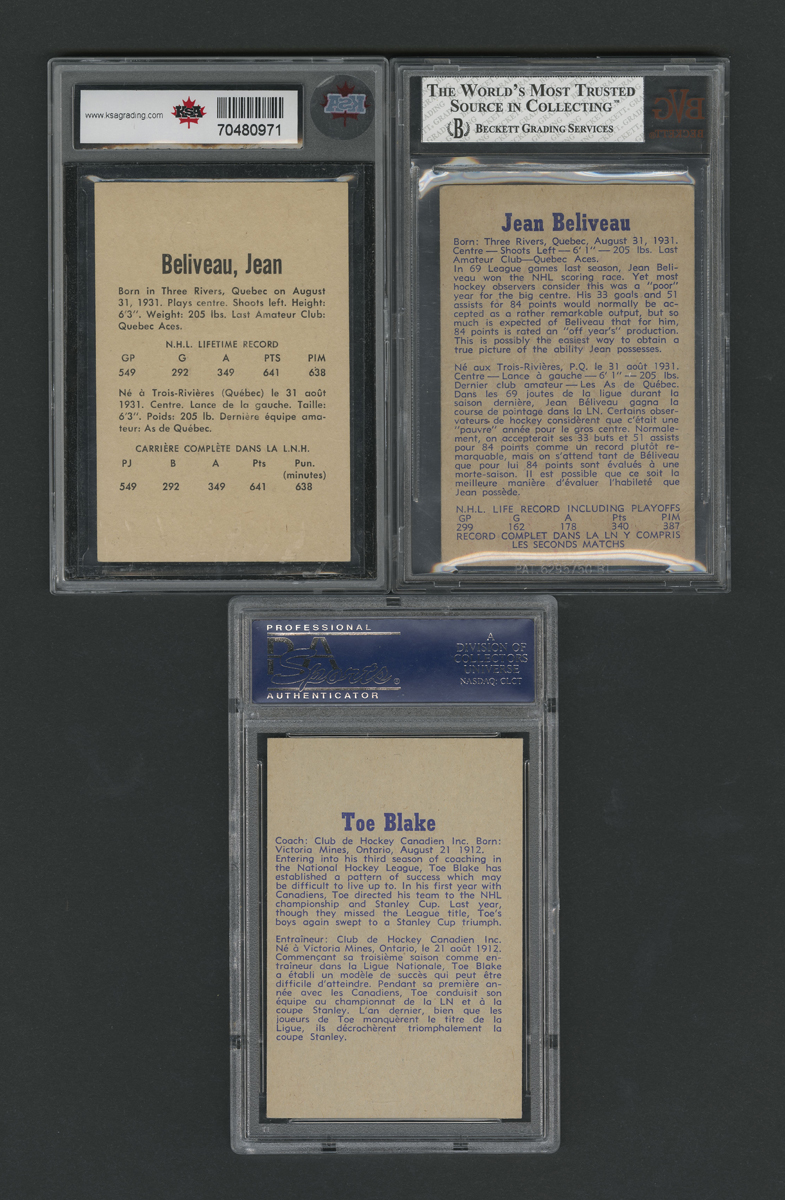 www.ksagrading.com
KSA
70480971
KSA
Beliveau, Jean
Born in Three Rivers, Quebec on August
31, 1931. Plays centre. Shoots left. Height:
6'3". Weight: 205 lbs. Last Amateur Club:
Quebec Aces.
N.H.L. LIFETIME RECORD
GP G A PTS PIM
549 292 349 641 638
Né à Trois-Rivières (Québec) le 31 août
1931. Centre. Lance de la gauche. Taille:
6'3". Poids: 205 lb. Dernière équipe ama-
teur: As de Québec.
CARRIÈRE COMPLÈTE DANS LA L.N.H.
PJ B A Pts Pun.
(minutes)
549 292 349 641 638
THE WORLD'S MOST TRUSTED
SOURCE IN COLLECTING™
(B) BECKETT GRADING SERVICES
BVG
BECKETT
Jean Beliveau
Born: Three Rivers, Quebec, August 31, 1931.
Centre — Shoots Left — 6' 1" — 205 lbs. Last
Amateur Club—Québec Aces.
In 69 League games last season, Jean Beli-
veau won the NHL scoring race. Yet most
hockey observers consider this was a "poor"
year for the big centre. His 33 goals and 51
assists for 84 points would normally be ac-
cepted as a rather remarkable output, but so
much is expected of Beliveau that for him,
84 points is rated an "off year's" production.
This is possibly the easiest way to obtain a
true picture of the ability Jean possesses.
Né aux Trois-Rivières, P.Q. le 31 août 1931.
Centre — Lance à gauche — 6' 1" -- 205 lbs.
Dernier club amateur — Les As de Québec.
Dans les 69 joutes de la ligue durant la
saison dernière, Jean Béliveau gagna la
course de pointage dans la LN. Certains obser-
vateurs de hockey considèrent que c'était une
"pauvre" année pour le gros centre. Normale-
ment, on accepterait ses 33 buts et 51 assists
pour 84 points comme un record plutôt re-
marquable, mais on s'attend tant de Béliveau
que pour lui 84 points sont évalués à une
morte-saison. Il est possible que ce soit la
meilleure manière d'évaluer l'habileté que
Jean possède.
N.H.L. LIFE RECORD INCLUDING PLAYOFFS
GP G A Pts PIM
299 162 178 340 387
RECORD COMPLET DANS LA LN Y COMPRIS
LES SECONDS MATCHS
PROFESSIONAL
PSA
Sports®
AUTHENTICATOR
A
DIVISION OF
COLLECTORS
UNIVERSE
NASDAQ: CLCT
Toe Blake
Coach: Club de Hockey Canadien Inc. Born:
Victoria Mines, Ontario, August 21 1912.
Entering into his third season of coaching in
the National Hockey League, Toe Blake has
established a pattern of success which may
be difficult to live up to. In his first year with
Canadiens, Toe directed his team to the NHL
championship and Stanley Cup. Last year,
though they missed the League title, Toe's
boys again swept to a Stanley Cup triumph.
Entraîneur: Club de Hockey Canadien Inc.
Né à Victoria Mines, Ontario, le 21 août 1912.
Commençant sa troisième saison comme en-
traîneur dans la Ligue Nationale, Toe Blake
a établi un modèle de succès qui peut être
difficile d'atteindre. Pendant sa première an-
née avec les Canadiens, Toe conduisit son
équipe au championnat de la LN et à la
coupe Stanley. L'an dernier, bien que les
joueurs de Toe manquèrent le titre de la
Ligue, ils décrochèrent triomphalement la
coupe Stanley.